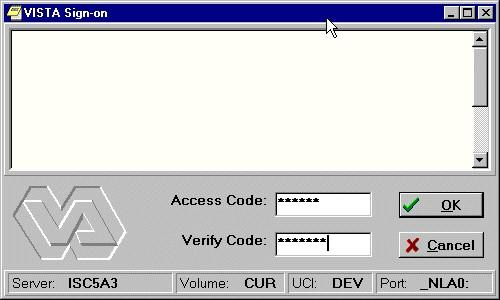 VISTA Sign-on
Access Code: ******
OK
Verify Code: *******
Cancel
Server: ISC5A3 Volume: CUR UCI: DEV Port: _NLA0: